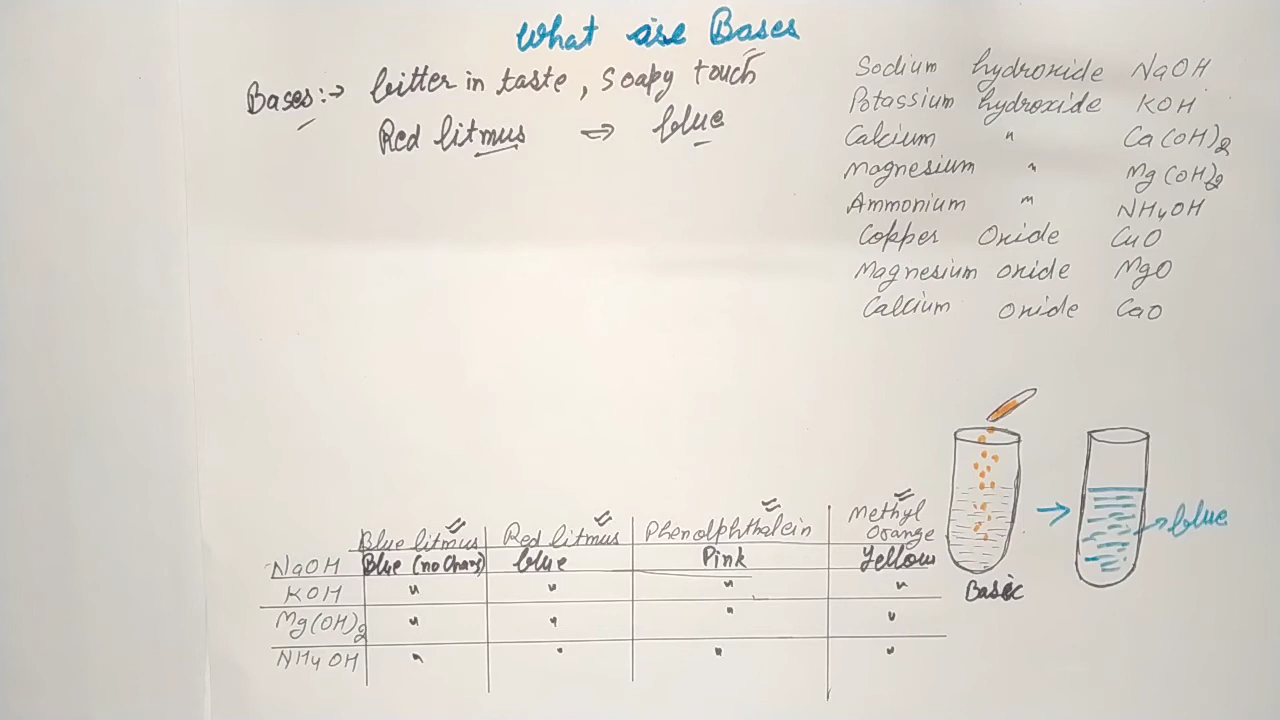 What are Bases
Bases:→ bitter in taste, Soapy touch
Red litmus ⇒ blue
Sodium hydroxide NaOH
Potassium hydroxide KOH
Calcium " Ca(OH)2
Magnesium " Mg(OH)2
Ammonium " NH4OH
Copper Oxide CuO
Magnesium oxide MgO
Calcium oxide CaO
Blue litmus Red litmus Phenolphthalein Methyl Orange
NaOH Blue (no Chang) blue Pink Yellow
KOH " " " "
Mg(OH)2 " " " "
NH4OH " " " "
Basic
→ blue